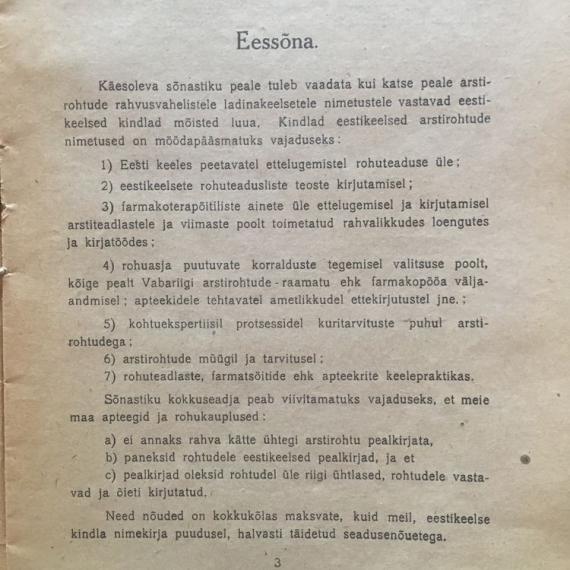 Eessõna.
Käesoleva sõnastiku peale tuleb vaadata kui katse peale arsti-
rohtude rahvusvahelistele ladinakeelsetele nimetustele vastavad eesti-
keelsed kindlad mõisted luua. Kindlad eestikeelsed arstirohtude
nimetused on möödapääsmatuks vajaduseks:
1) Eesti keeles peetavatel ettelugemistel rohuteaduse üle;
2) eestikeelsete rohuteadusliste teoste kirjutamisel;
3) farmakoterapöitiliste ainete üle ettelugemisel ja kirjutamisel
arstiteadlastele ja viimaste poolt toimetatud rahvalikkudes loengutes
ja kirjatöödes;
4) rohuasja puutuvate korralduste tegemisel valitsuse poolt,
kõige pealt Vabariigi arstirohtude-raamatu ehk farmakopöa välja-
andmisel; apteekidele tehtavatel ametlikkudel ettekirjutustel jne.;
5) kohtuekspertiisil protsessidel kuritarvituste puhul arsti-
rohtudega;
6) arstirohtude müügil ja tarvitusel;
7) rohuteadlaste, farmatsöitide ehk apteekrite keelepraktikas.
Sõnastiku kokkuseadja peab viivitamatuks vajaduseks, et meie
maa apteegid ja rohukauplused:
a) ei annaks rahva kätte ühtegi arstirohtu pealkirjata,
b) paneksid rohtudele eestikeelsed pealkirjad, ja et
c) pealkirjad oleksid rohtudel üle riigi ühtlased, rohtudele vasta-
vad ja õieti kirjutatud.
Need nõuded on kokkukõlas maksvate, kuid meil, eestikeelse
kindla nimekirja puudusel, halvasti täidetud seadusenõuetega.
3